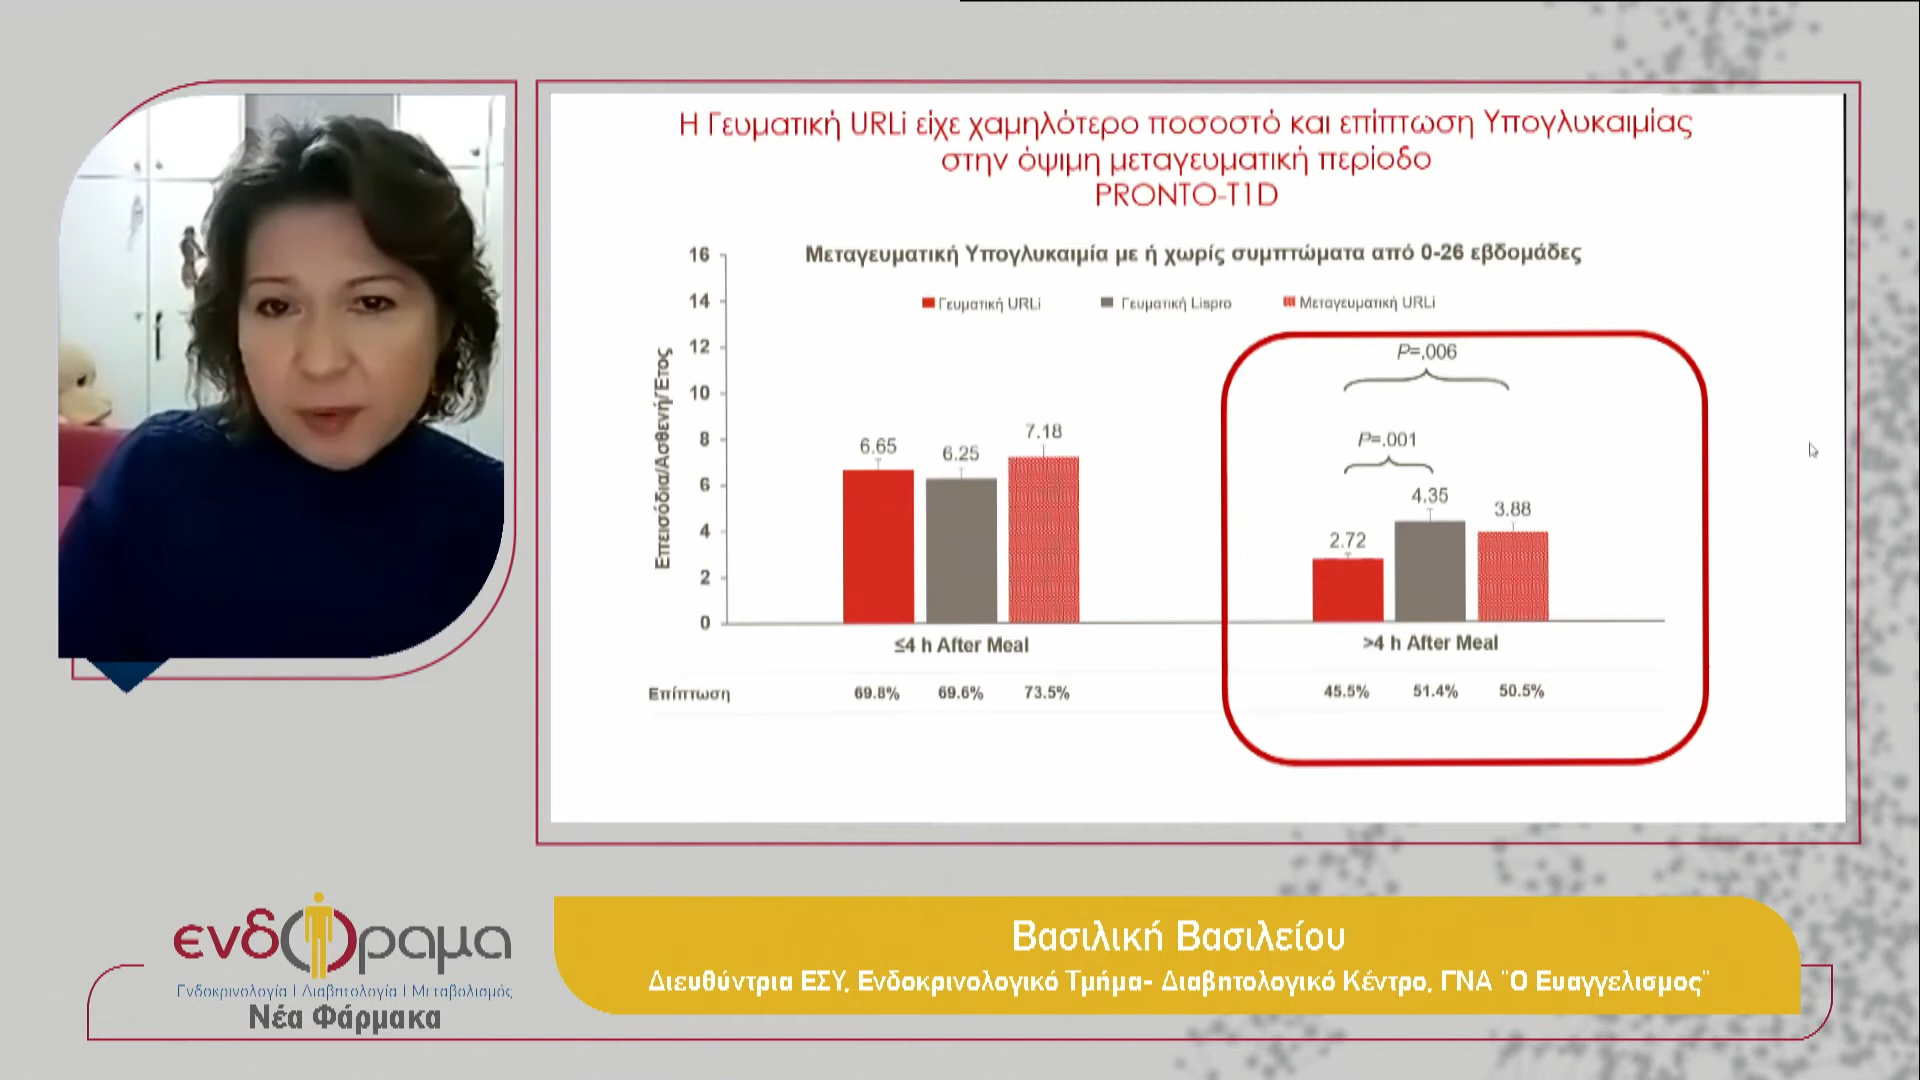 Η Γευματική URLi είχε χαμηλότερο ποσοστό και επίπτωση Υπογλυκαιμίας
στην όψιμη μεταγευματική περίοδο
PRONTO-T1D
Μεταγευματική Υπογλυκαιμία με ή χωρίς συμπτώματα από 0-26 εβδομάδες
Γευματική URLi
Γευματική Lispro
Μεταγευματική URLi
Επεισόδια/Ασθενή/Έτος
16
14
12
10
8
6
4
2
0
6.65
6.25
7.18
P=.006
P=.001
2.72
4.35
3.88
≤4 h After Meal
>4 h After Meal
Επίπτωση
69.8%
69.6%
73.5%
45.5%
51.4%
50.5%
ενδόραμα
Ενδοκρινολογία | Διαβητολογία | Μεταβολισμός
Νέα Φάρμακα
Βασιλική Βασιλείου
Διευθύντρια ΕΣΥ, Ενδοκρινολογικό Τμήμα- Διαβητολογικό Κέντρο, ΓΝΑ "Ο Ευαγγελισμος"